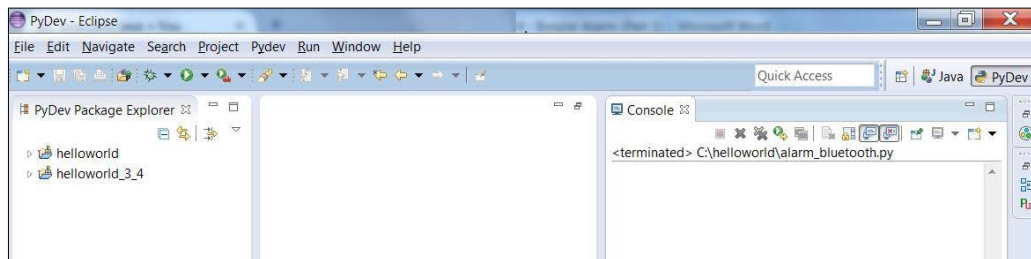 PyDev - Eclipse
File Edit Navigate Search Project Pydev Run Window Help
Quick Access
Java
PyDev
PyDev Package Explorer
Console
<terminated> C:\helloworld\alarm_bluetooth.py
helloworld
helloworld_3_4